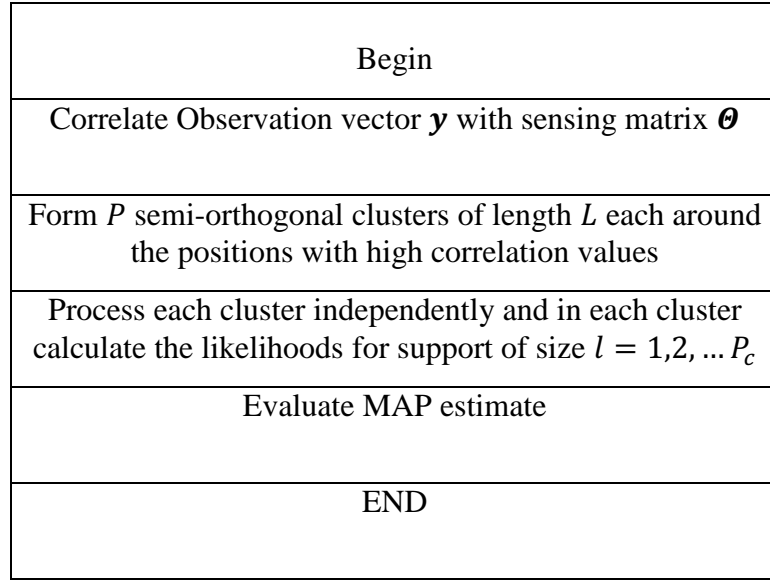 Begin
Correlate Observation vector 𝒚 with sensing matrix 𝜣
Form 𝑃 semi-orthogonal clusters of length 𝐿 each around
the positions with high correlation values
Process each cluster independently and in each cluster
calculate the likelihoods for support of size 𝑙 = 1,2, … 𝑃𝑐
Evaluate MAP estimate
END